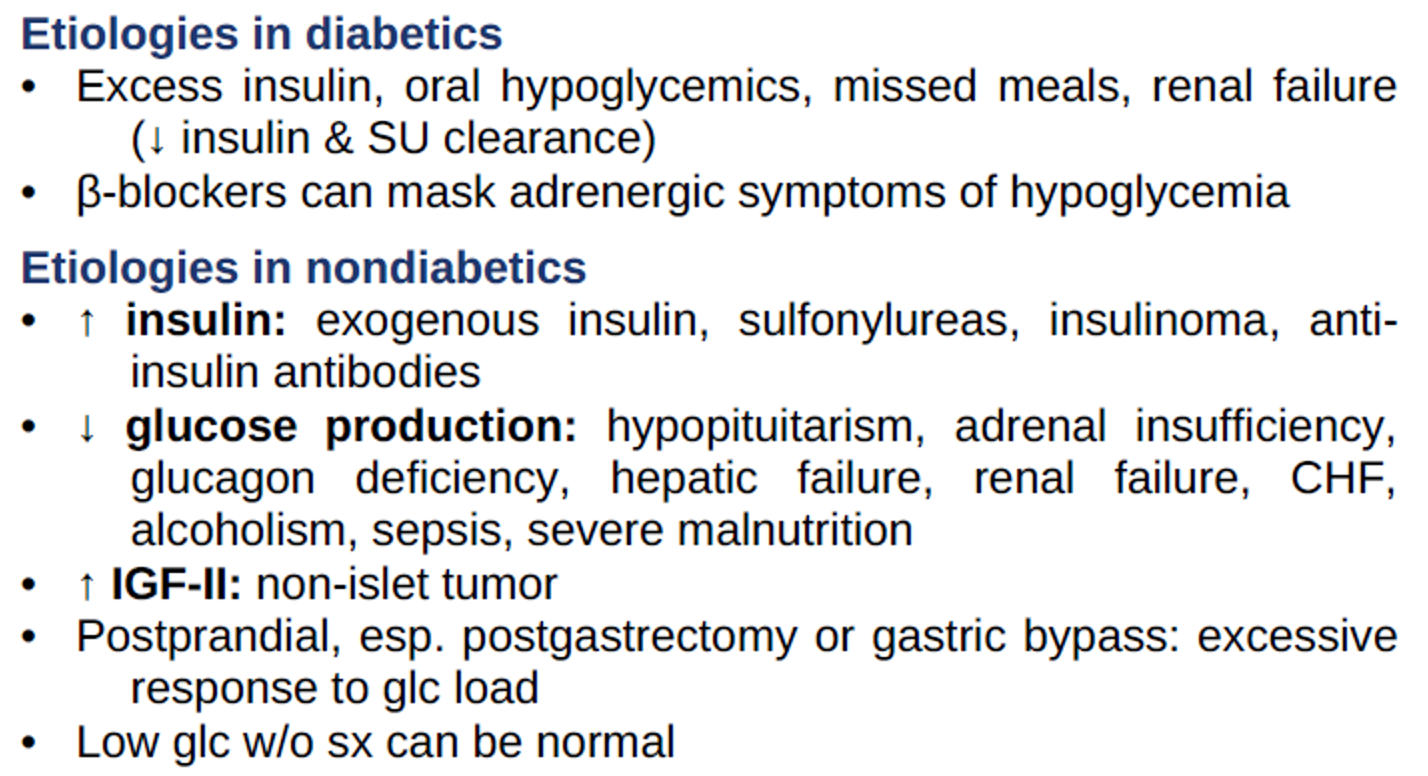 Etiologies in diabetics
• Excess insulin, oral hypoglycemics, missed meals, renal failure
(↓ insulin & SU clearance)
• β-blockers can mask adrenergic symptoms of hypoglycemia
Etiologies in nondiabetics
• ↑ insulin: exogenous insulin, sulfonylureas, insulinoma, anti-
insulin antibodies
• ↓ glucose production: hypopituitarism, adrenal insufficiency,
glucagon deficiency, hepatic failure, renal failure, CHF,
alcoholism, sepsis, severe malnutrition
• ↑ IGF-II: non-islet tumor
• Postprandial, esp. postgastrectomy or gastric bypass: excessive
response to glc load
• Low glc w/o sx can be normal